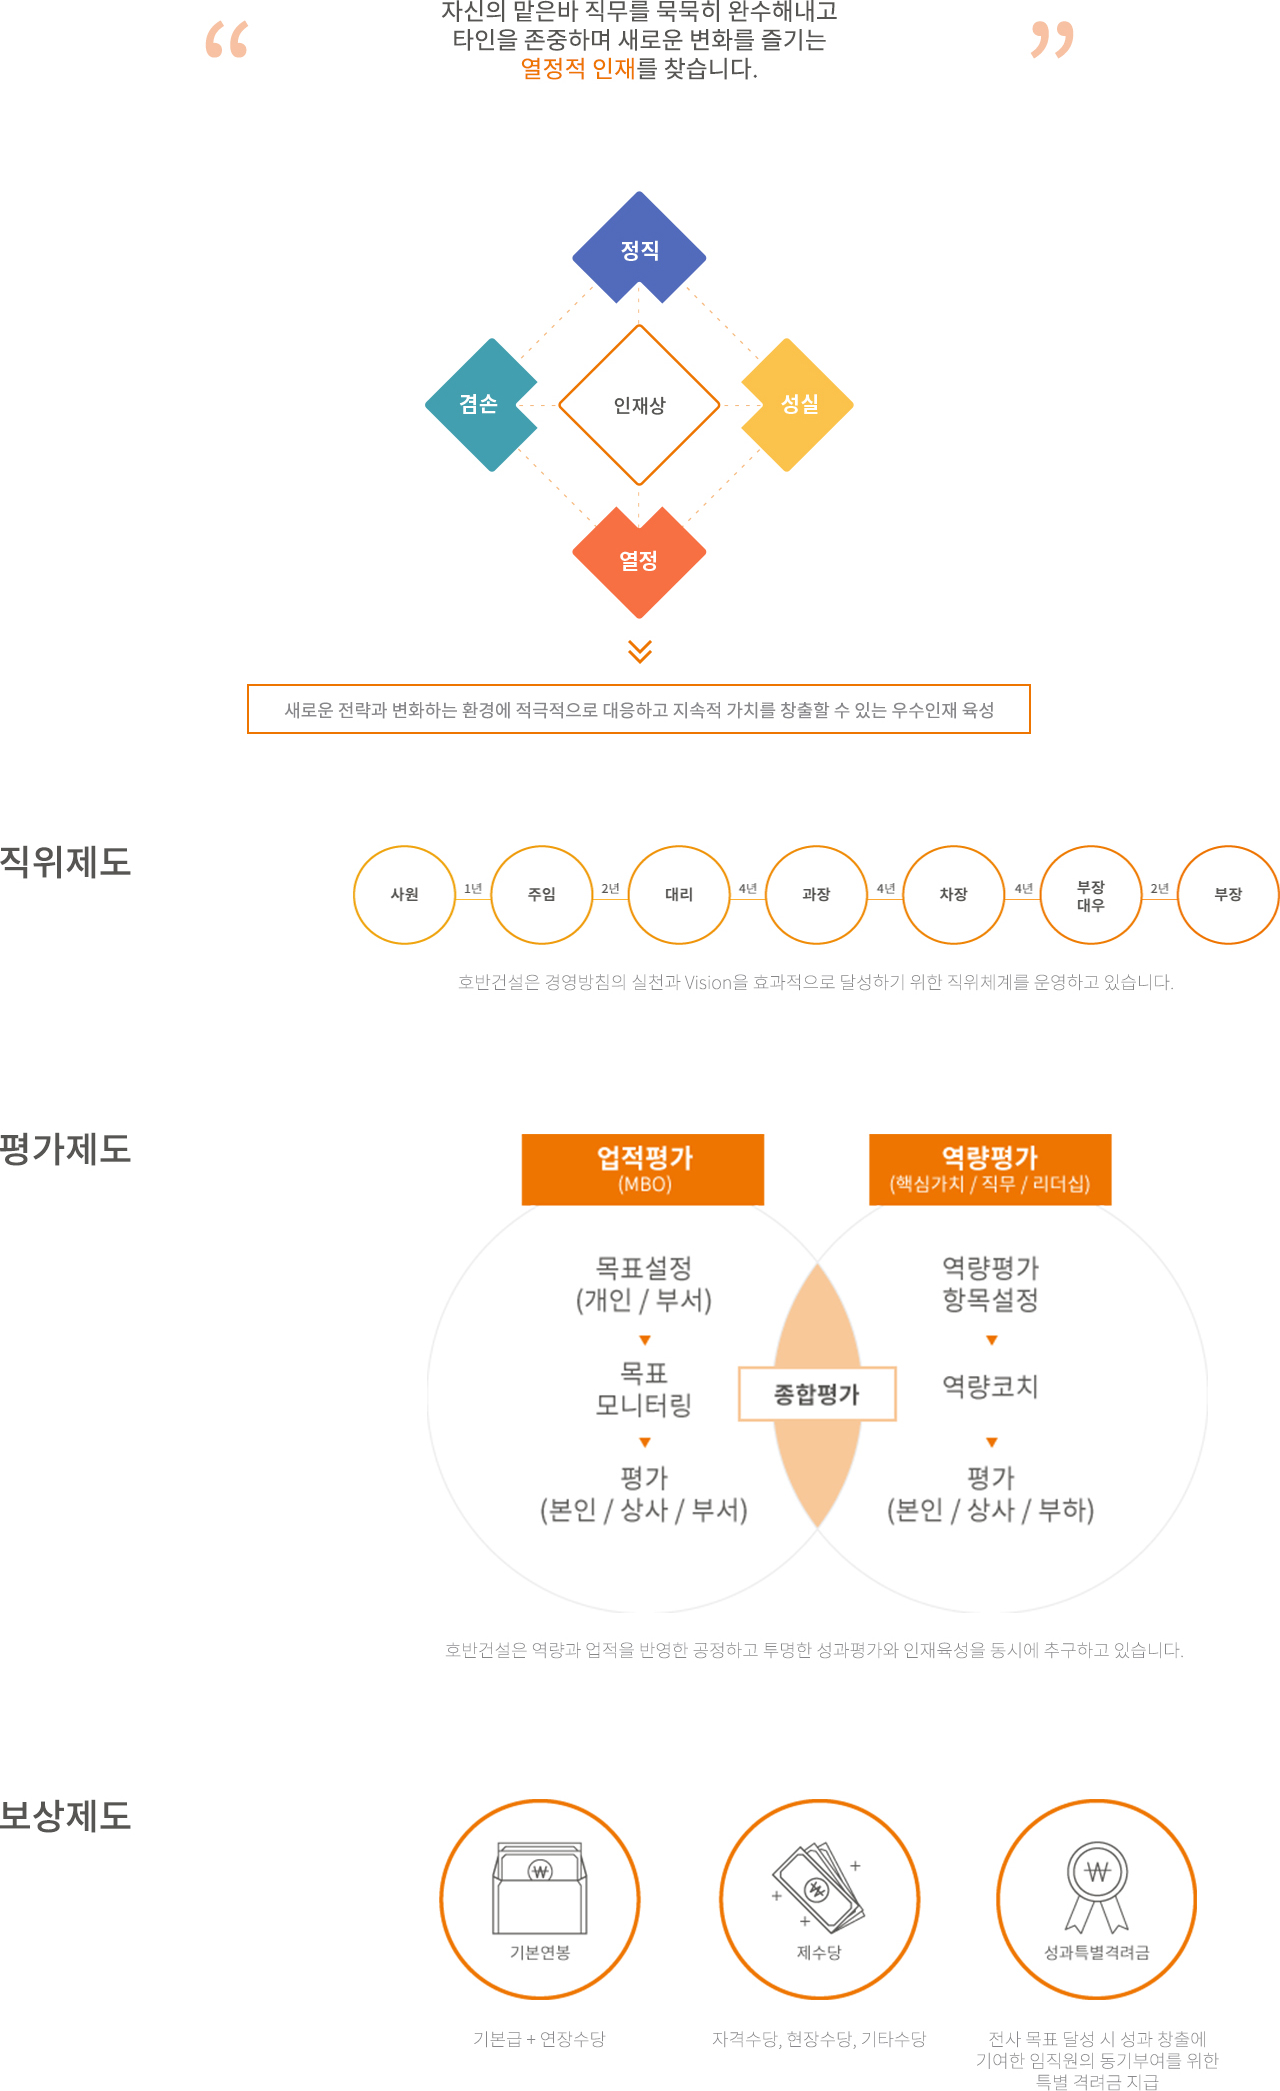 “ 자신의 맡은바 직무를 묵묵히 완수해내고 ”
타인을 존중하며 새로운 변화를 즐기는
열정적 인재를 찾습니다.
정직
겸손
인재상
성실
열정
새로운 전략과 변화하는 환경에 적극적으로 대응하고 지속적 가치를 창출할 수 있는 우수인재 육성
직위제도
사원
1년
주임
2년
대리
4년
과장
4년
차장
4년
부장
대우
2년
부장
호반건설은 경영방침의 실천과 Vision을 효과적으로 달성하기 위한 직위체계를 운영하고 있습니다.
평가제도
업적평가
(MBO)
목표설정
(개인 / 부서)
목표
모니터링
평가
(본인 / 상사 / 부서)
종합평가
역량평가
(핵심가치 / 직무 / 리더십)
역량평가
항목설정
역량코치
평가
(본인 / 상사 / 부하)
호반건설은 역량과 업적을 반영한 공정하고 투명한 성과평가와 인재육성을 동시에 추구하고 있습니다.
보상제도
기본연봉
기본급 + 연장수당
제수당
자격수당, 현장수당, 기타수당
성과특별격려금
전사 목표 달성 시 성과 창출에
기여한 임직원의 동기부여를 위한
특별 격려금 지급